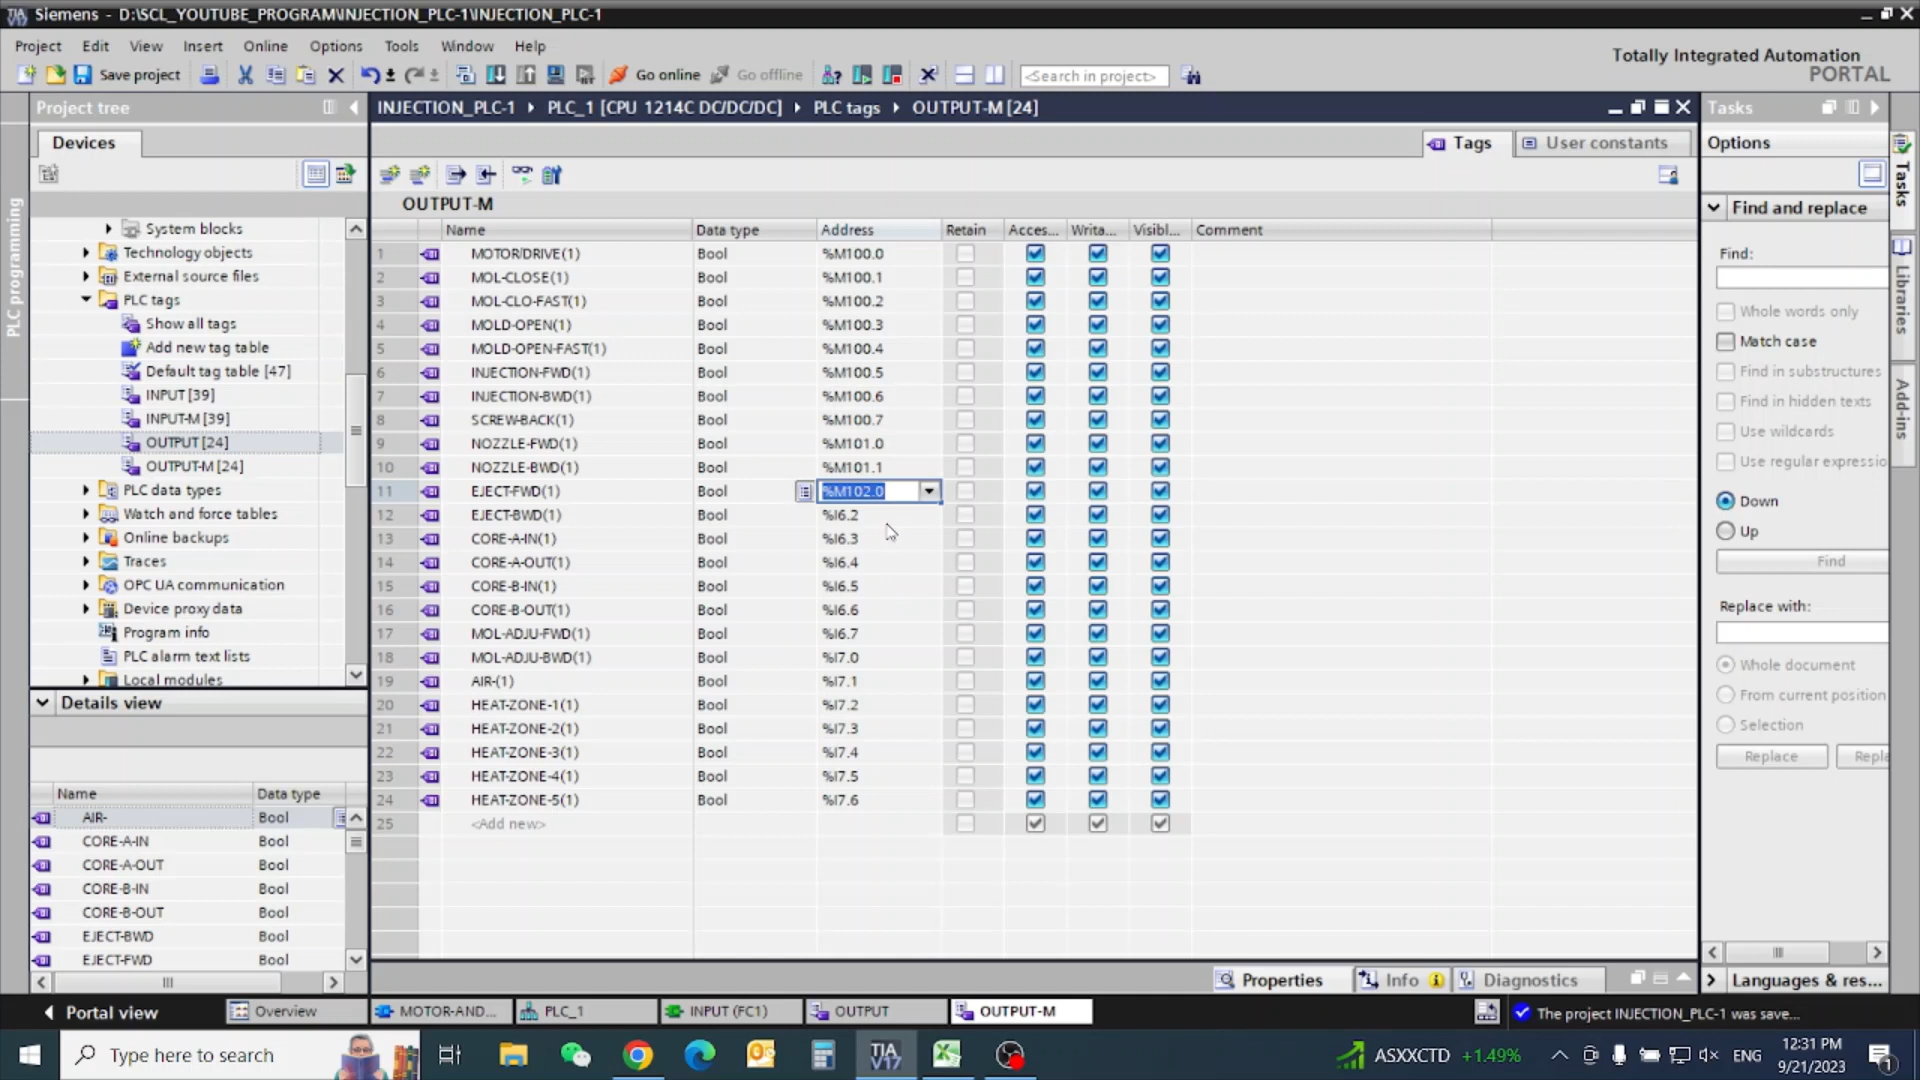 Siemens - D:\SCL_YOUTUBE_PROGRAM\INJECTION_PLC-1\INJECTION_PLC-1
Project Edit View Insert Online Options Tools Window Help
Totally Integrated Automation
PORTAL
Save project
Go online
Go offline
<Search in project>
Project tree
INJECTION_PLC-1 PLC_1 [CPU 1214C DC/DC/DC] PLC tags OUTPUT-M [24]
Tasks
Devices
Tags
User constants
Options
PLC programming
System blocks
Technology objects
External source files
PLC tags
Show all tags
Add new tag table
Default tag table [47]
INPUT [39]
INPUT-M [39]
OUTPUT [24]
OUTPUT-M [24]
PLC data types
Watch and force tables
Online backups
Traces
OPC UA communication
Device proxy data
Program info
PLC alarm text lists
Local modules
Details view
Name Data type
AIR- Bool
CORE-A-IN Bool
CORE-A-OUT Bool
CORE-B-IN Bool
CORE-B-OUT Bool
EJECT-BWD Bool
EJECT-FWD Bool
OUTPUT-M
Name Data type Address Retain Acces... Writa... Visibl... Comment
1 MOTOR/DRIVE(1) Bool %M100.0
2 MOL-CLOSE(1) Bool %M100.1
3 MOL-CLO-FAST(1) Bool %M100.2
4 MOLD-OPEN(1) Bool %M100.3
5 MOLD-OPEN-FAST(1) Bool %M100.4
6 INJECTION-FWD(1) Bool %M100.5
7 INJECTION-BWD(1) Bool %M100.6
8 SCREW-BACK(1) Bool %M100.7
9 NOZZLE-FWD(1) Bool %M101.0
10 NOZZLE-BWD(1) Bool %M101.1
11 EJECT-FWD(1) Bool %M102.0
12 EJECT-BWD(1) Bool %I6.2
13 CORE-A-IN(1) Bool %I6.3
14 CORE-A-OUT(1) Bool %I6.4
15 CORE-B-IN(1) Bool %I6.5
16 CORE-B-OUT(1) Bool %I6.6
17 MOL-ADJU-FWD(1) Bool %I6.7
18 MOL-ADJU-BWD(1) Bool %I7.0
19 AIR-(1) Bool %I7.1
20 HEAT-ZONE-1(1) Bool %I7.2
21 HEAT-ZONE-2(1) Bool %I7.3
22 HEAT-ZONE-3(1) Bool %I7.4
23 HEAT-ZONE-4(1) Bool %I7.5
24 HEAT-ZONE-5(1) Bool %I7.6
25 <Add new>
Find and replace
Find:
Whole words only
Match case
Find in substructures
Find in hidden texts
Use wildcards
Use regular expressio
Down
Up
Find
Replace with:
Whole document
From current position
Selection
Replace
Repla
Languages & res...
Tasks
Libraries
Add-ins
Properties
Info
Diagnostics
Portal view
Overview
MOTOR-AND...
PLC_1
INPUT (FC1)
OUTPUT
OUTPUT-M
The project INJECTION_PLC-1 was save...
Type here to search
TIA
V17
ASXXCTD +1.49%
ENG
12:31 PM
9/21/2023
1